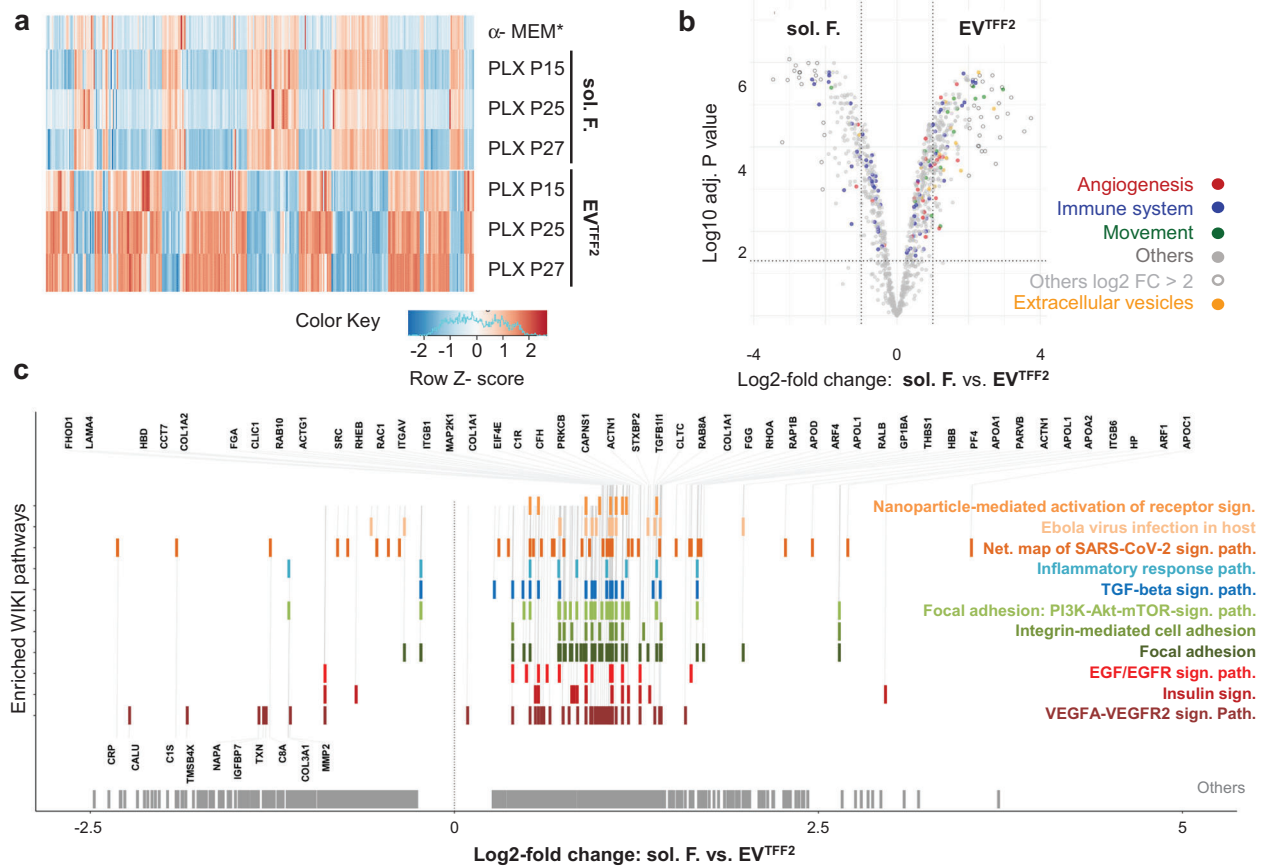 a
α- MEM*
PLX P15
PLX P25
PLX P27
sol. F.
PLX P15
PLX P25
PLX P27
EVTFF2
Color Key
-2 -1 0 1 2
Row Z- score
b
sol. F.
EVTFF2
6
4
2
Log10 adj. P value
-4 0 4
Log2-fold change: sol. F. vs. EVTFF2
Angiogenesis
Immune system
Movement
Others
Others log2 FC > 2
Extracellular vesicles
c
FHOD1
LAMA4
HBD
CCT7
COL1A2
FGA
CLIC1
RAB10
ACTG1
SRC
RHEB
RAC1
ITGAV
ITGB1
MAP2K1
COL1A1
EIF4E
C1R
CFH
PRKCB
CAPNS1
ACTN1
STXBP2
TGFB1I1
CLTC
RAB8A
COL1A1
FGG
RHOA
RAP1B
APOD
ARF4
APOL1
RALB
GP1BA
THBS1
HBB
PF4
APOA1
PARVB
ACTN1
APOL1
APOA2
ITGB6
HP
ARF1
APOC1
Enriched WIKI pathways
Nanoparticle-mediated activation of receptor sign.
Ebola virus infection in host
Net. map of SARS-CoV-2 sign. path.
Inflammatory response path.
TGF-beta sign. path.
Focal adhesion: PI3K-Akt-mTOR-sign. path.
Integrin-mediated cell adhesion
Focal adhesion
EGF/EGFR sign. path.
Insulin sign.
VEGFA-VEGFR2 sign. Path.
CRP
CALU
C1S
TMSB4X
NAPA
IGFBP7
TXN
C8A
COL3A1
MMP2
Others
-2.5 0 2.5 5
Log2-fold change: sol. F. vs. EVTFF2